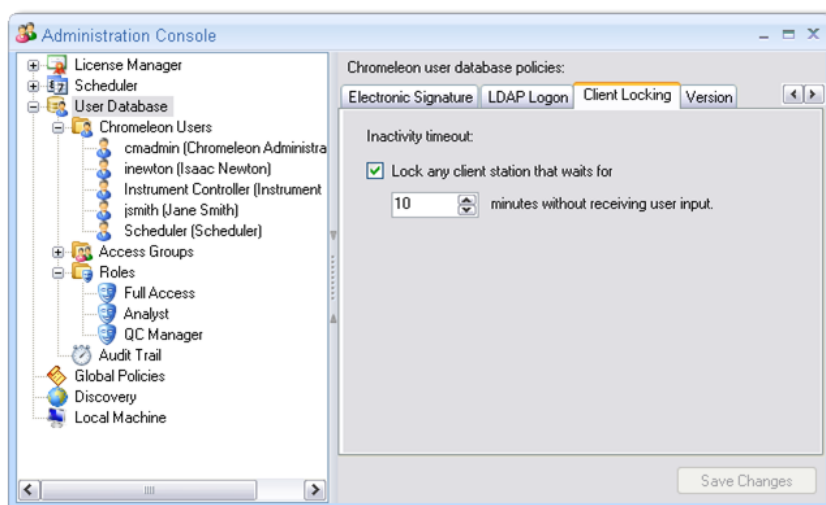 Administration Console
License Manager
Scheduler
User Database
Chromeleon Users
cmadmin (Chromeleon Administra
inewton (Isaac Newton)
Instrument Controller (Instrument
jsmith (Jane Smith)
Scheduler (Scheduler)
Access Groups
Roles
Full Access
Analyst
QC Manager
Audit Trail
Global Policies
Discovery
Local Machine
Chromeleon user database policies:
Electronic Signature LDAP Logon Client Locking Version
Inactivity timeout:
Lock any client station that waits for
10 minutes without receiving user input.
Save Changes